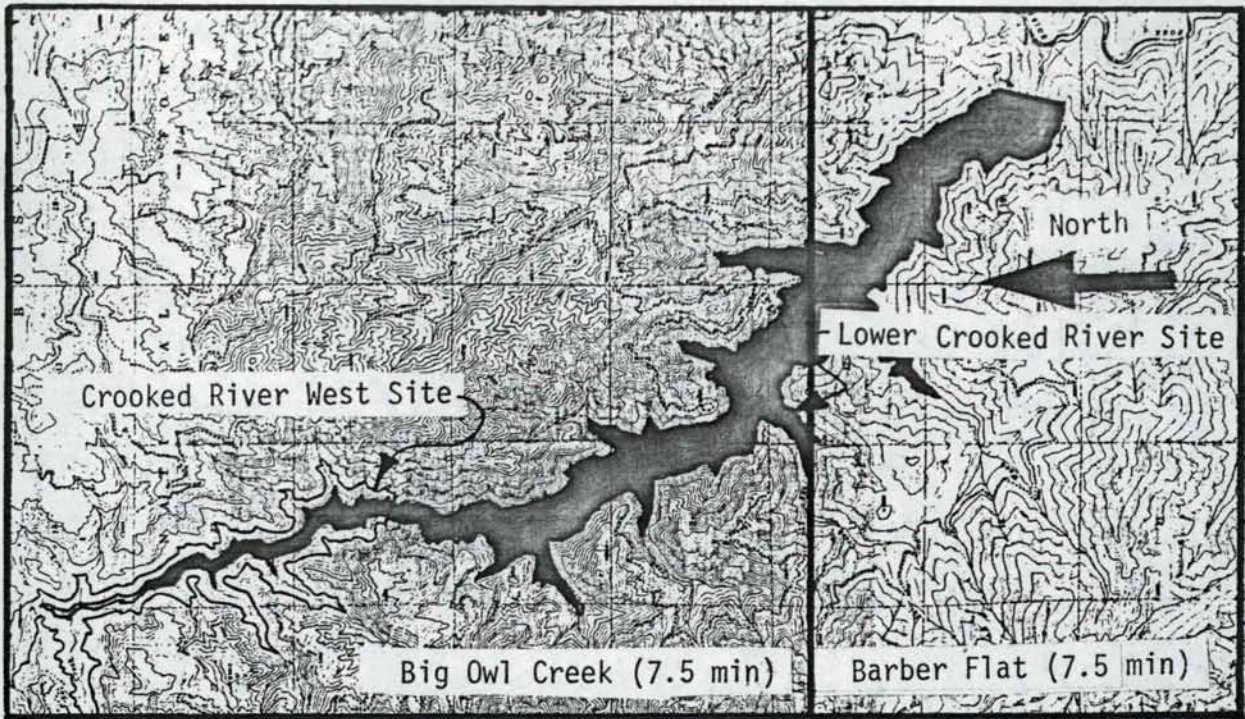 North
Lower Crooked River Site
Crooked River West Site
Big Owl Creek (7.5 min)
Barber Flat (7.5 min)